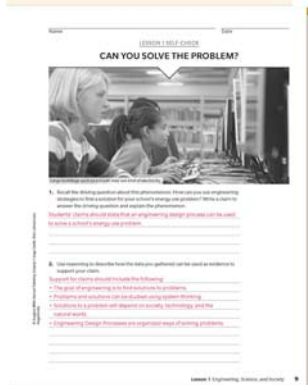 Name Date
LESSON 1 SELF-CHECK
CAN YOU SOLVE THE PROBLEM?
1. Recall the driving question about this phenomenon: How can you use engineering
strategies to find a solution for your school's energy use problem? Write a claim to
answer the driving question and explain the phenomenon.
Students' claims should state that an engineering design process can be used
to solve a school's energy use problem.
2. Use reasoning to describe how the data you gathered can be used as evidence to
support your claim.
Support for claims should include the following:
• The goal of engineering is to find solutions to problems.
• Problems and solutions can be studied using system thinking.
• Solutions to a problem will depend on society, technology, and the
natural world.
• Engineering Design Processes are organized ways of solving problems.
Lesson 1 Engineering, Science, and Society 9